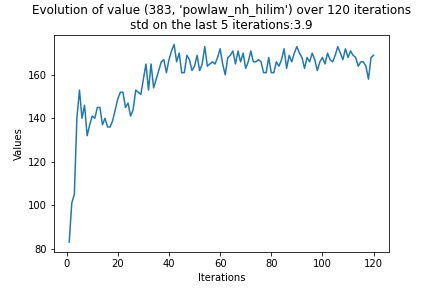 Evolution of value (383, 'powlaw_nh_hilim') over 120 iterations
std on the last 5 iterations:3.9
Values
160
140
120
100
80
0 20 40 60 80 100 120
Iterations